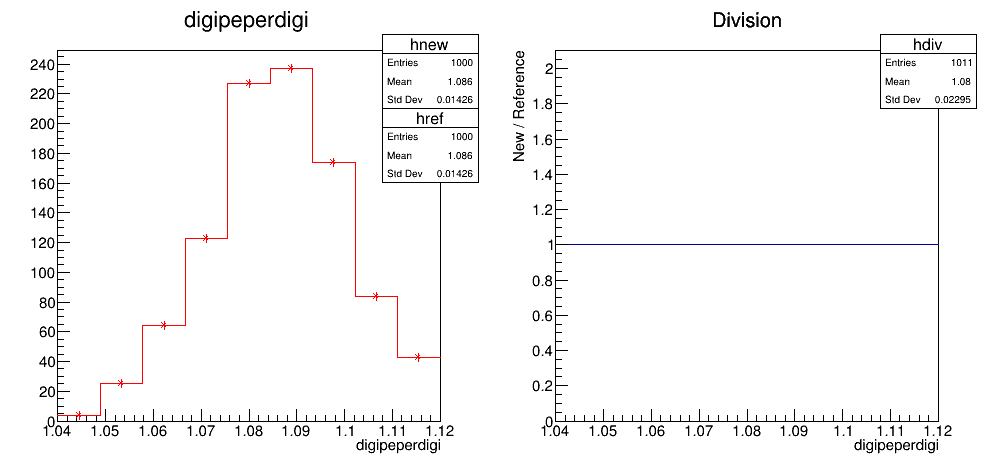 digipeperdigi
hnew
Entries 1000
Mean 1.086
Std Dev 0.01426
href
Entries 1000
Mean 1.086
Std Dev 0.01426
240
220
200
180
160
140
120
100
80
60
40
20
0
1.04 1.05 1.06 1.07 1.08 1.09 1.1 1.11 1.12
digipeperdigi
Division
hdiv
Entries 1011
Mean 1.08
Std Dev 0.02295
New / Reference
2
1.8
1.6
1.4
1.2
1
0.8
0.6
0.4
0.2
0
1.04 1.05 1.06 1.07 1.08 1.09 1.1 1.11 1.12
digipeperdigi